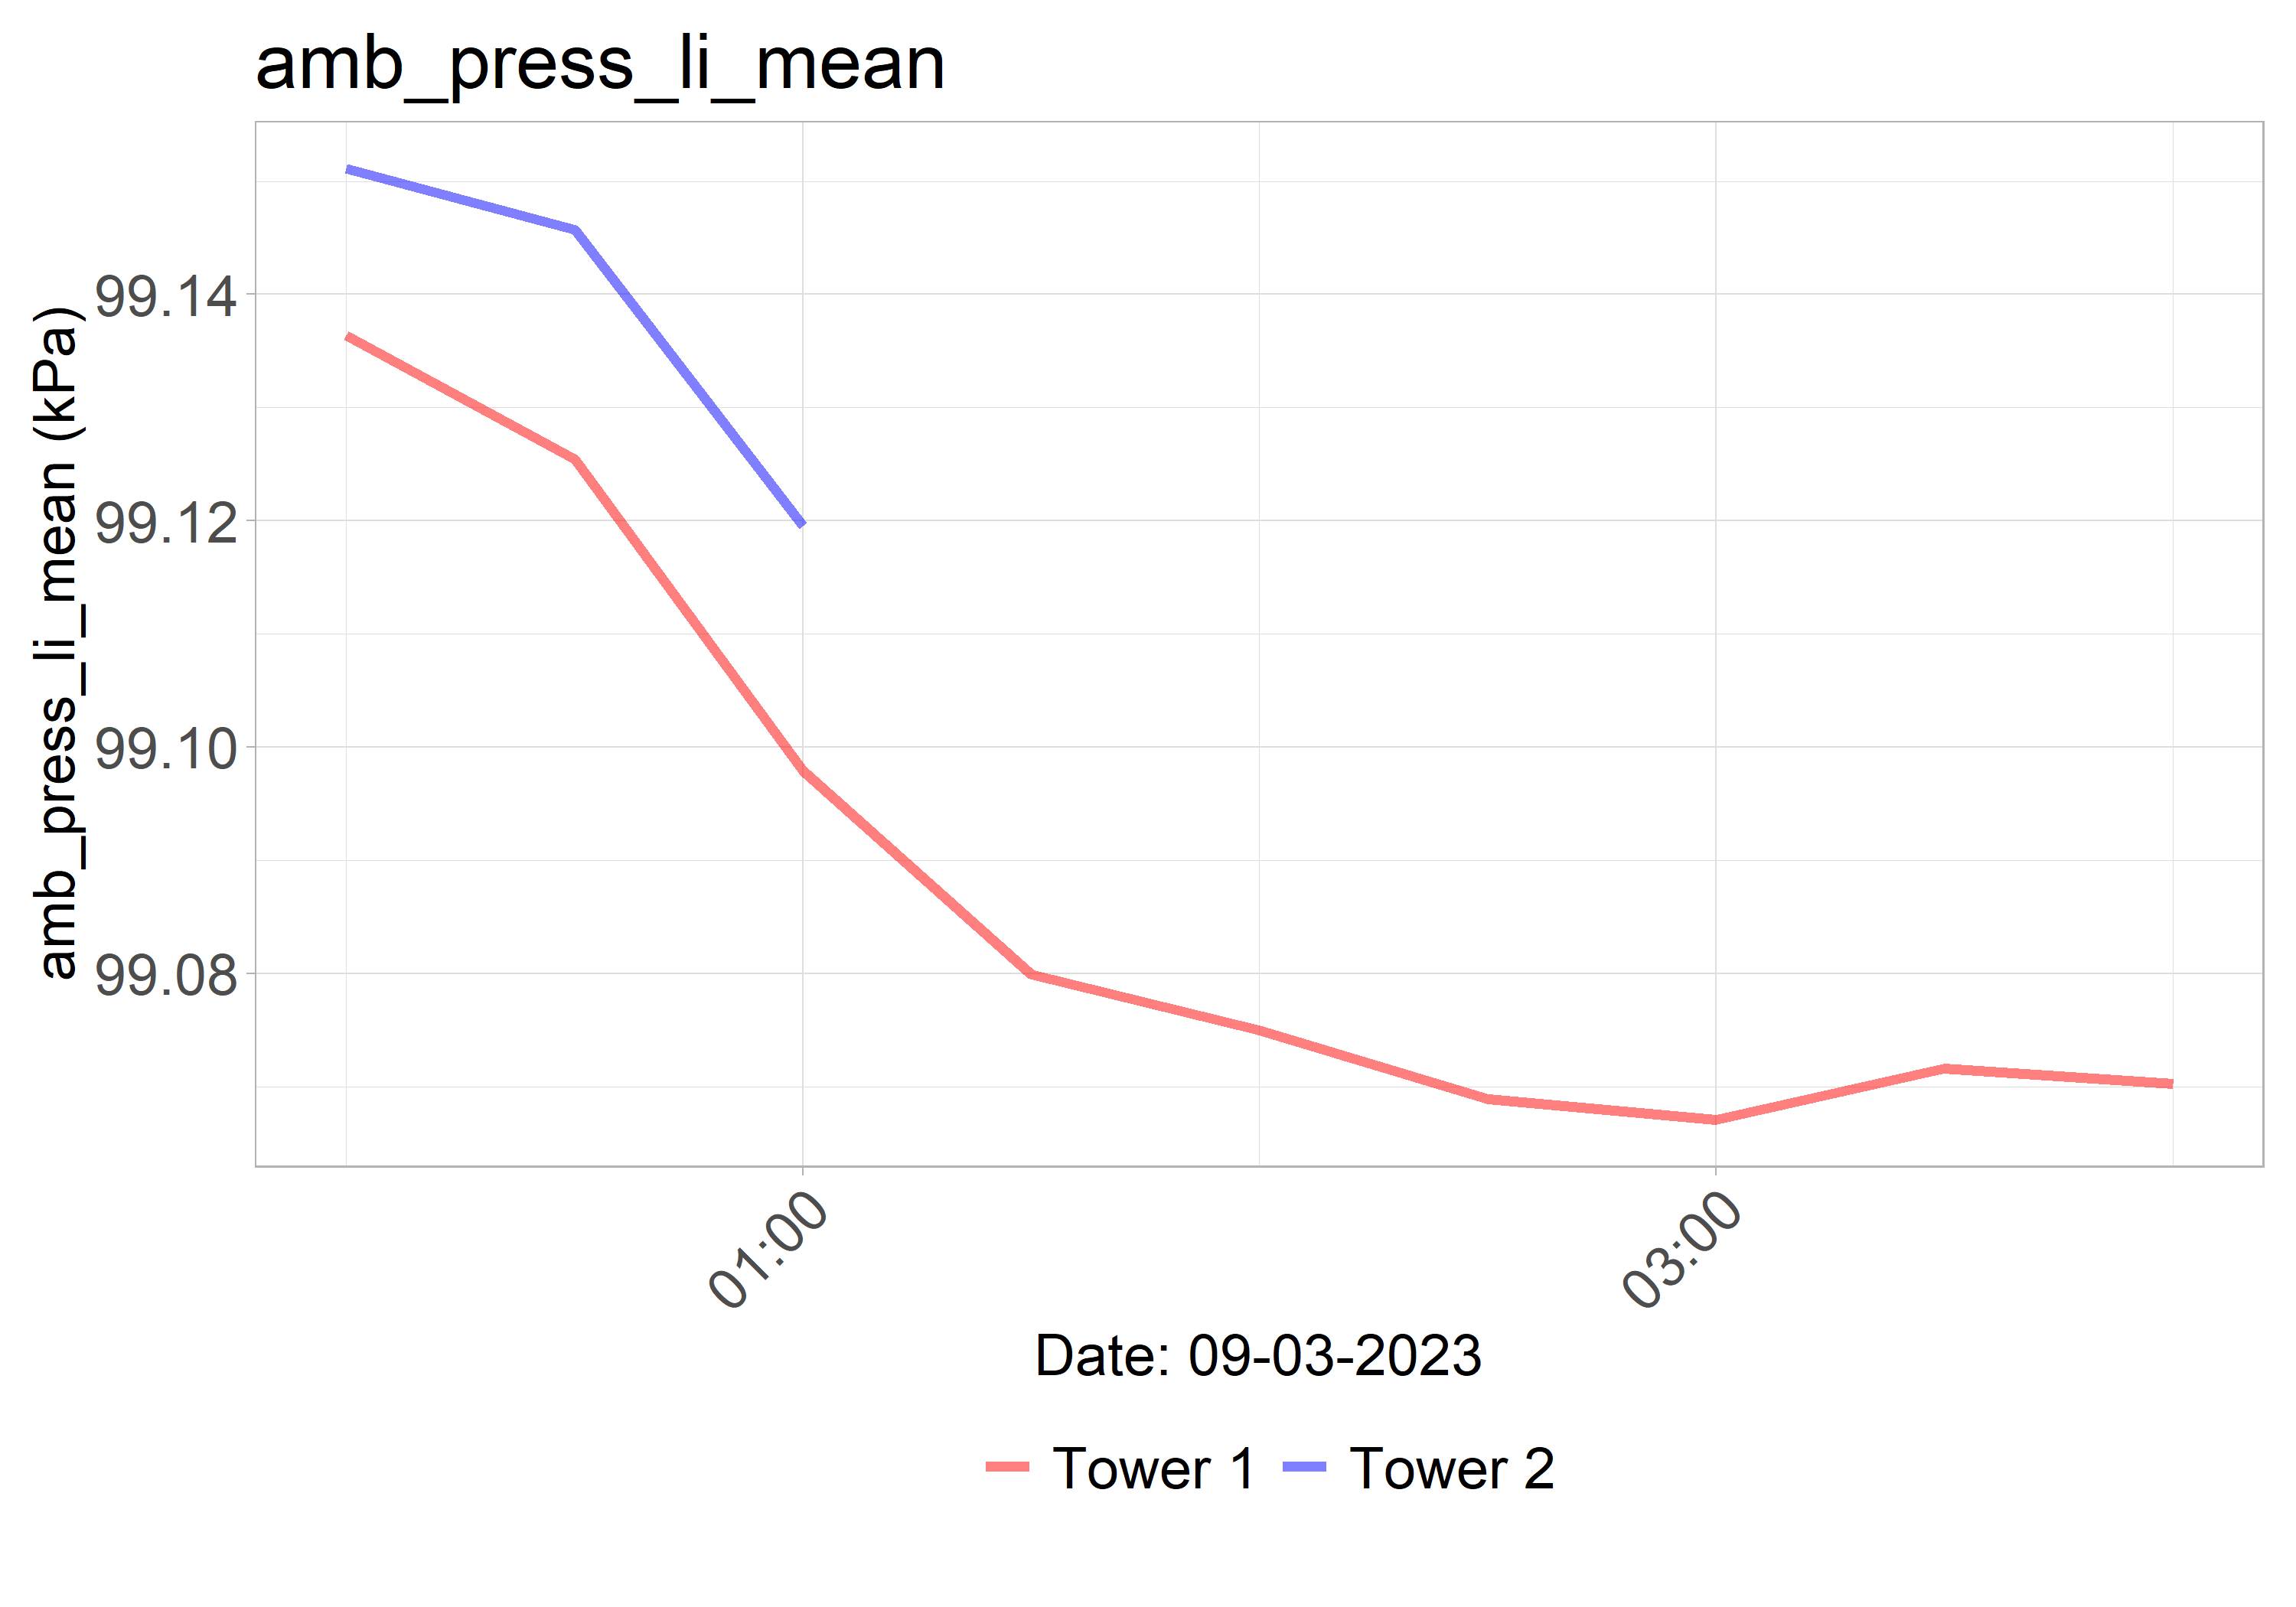 amb_press_li_mean
amb_press_li_mean (kPa)
99.14
99.12
99.10
99.08
01:00
03:00
Date: 09-03-2023
Tower 1
Tower 2